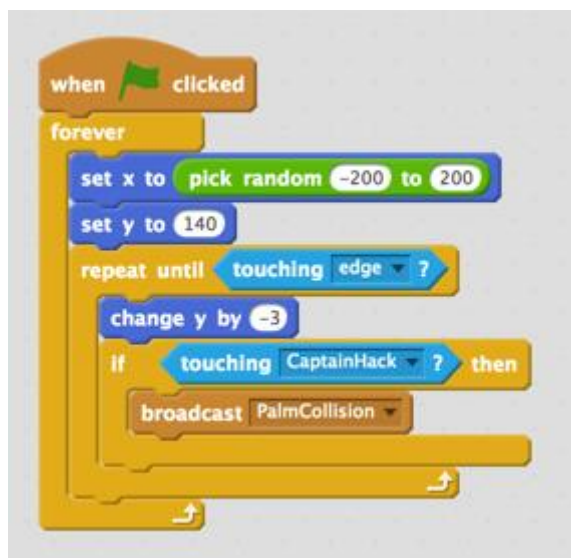 when clicked
forever
set x to pick random -200 to 200
set y to 140
repeat until touching edge ?
change y by -3
if touching CaptainHack ? then
broadcast PalmCollision